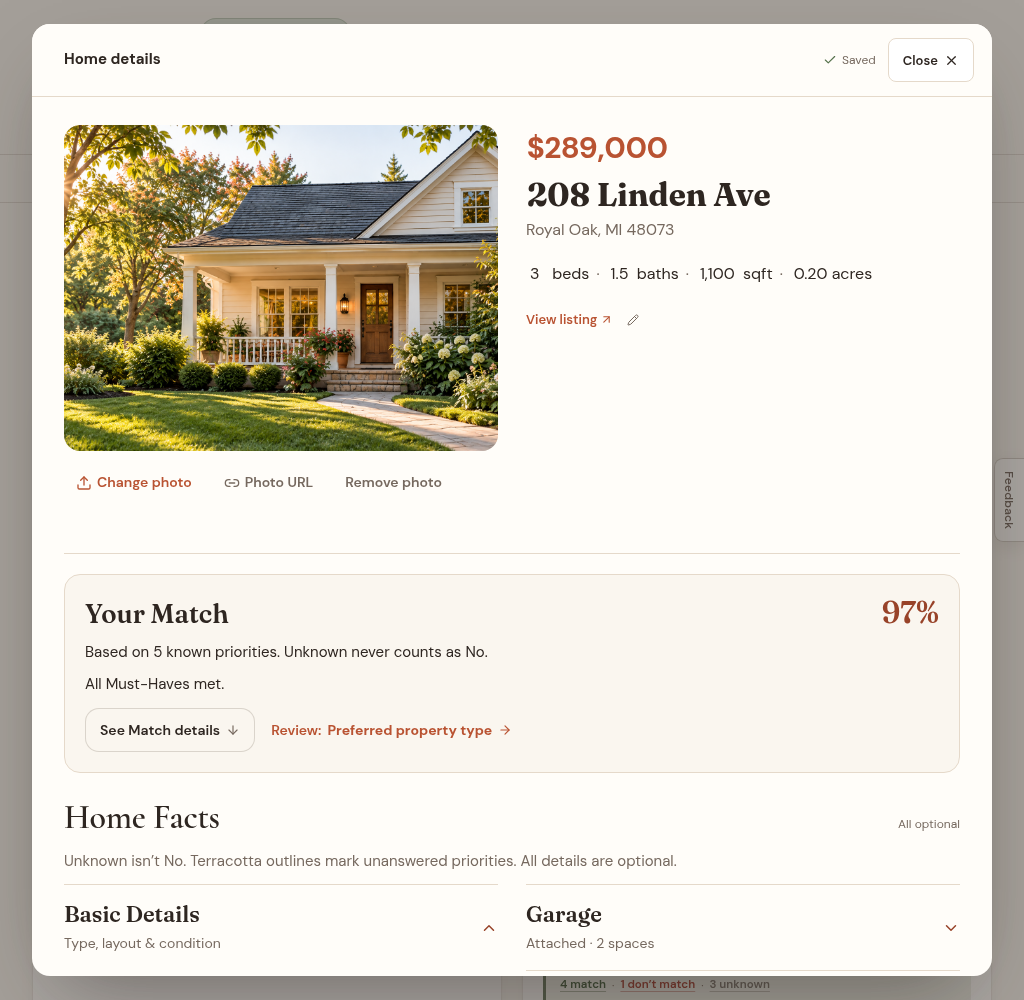 Home details
Saved
Close
$289,000
208 Linden Ave
Royal Oak, MI 48073
3 beds · 1.5 baths · 1,100 sqft · 0.20 acres
View listing
Change photo
Photo URL
Remove photo
Feedback
Your Match
97%
Based on 5 known priorities. Unknown never counts as No.
All Must-Haves met.
See Match details
Review: Preferred property type
Home Facts
All optional
Unknown isn’t No. Terracotta outlines mark unanswered priorities. All details are optional.
Basic Details
Type, layout & condition
Garage
Attached · 2 spaces
4 match · 1 don’t match · 3 unknown